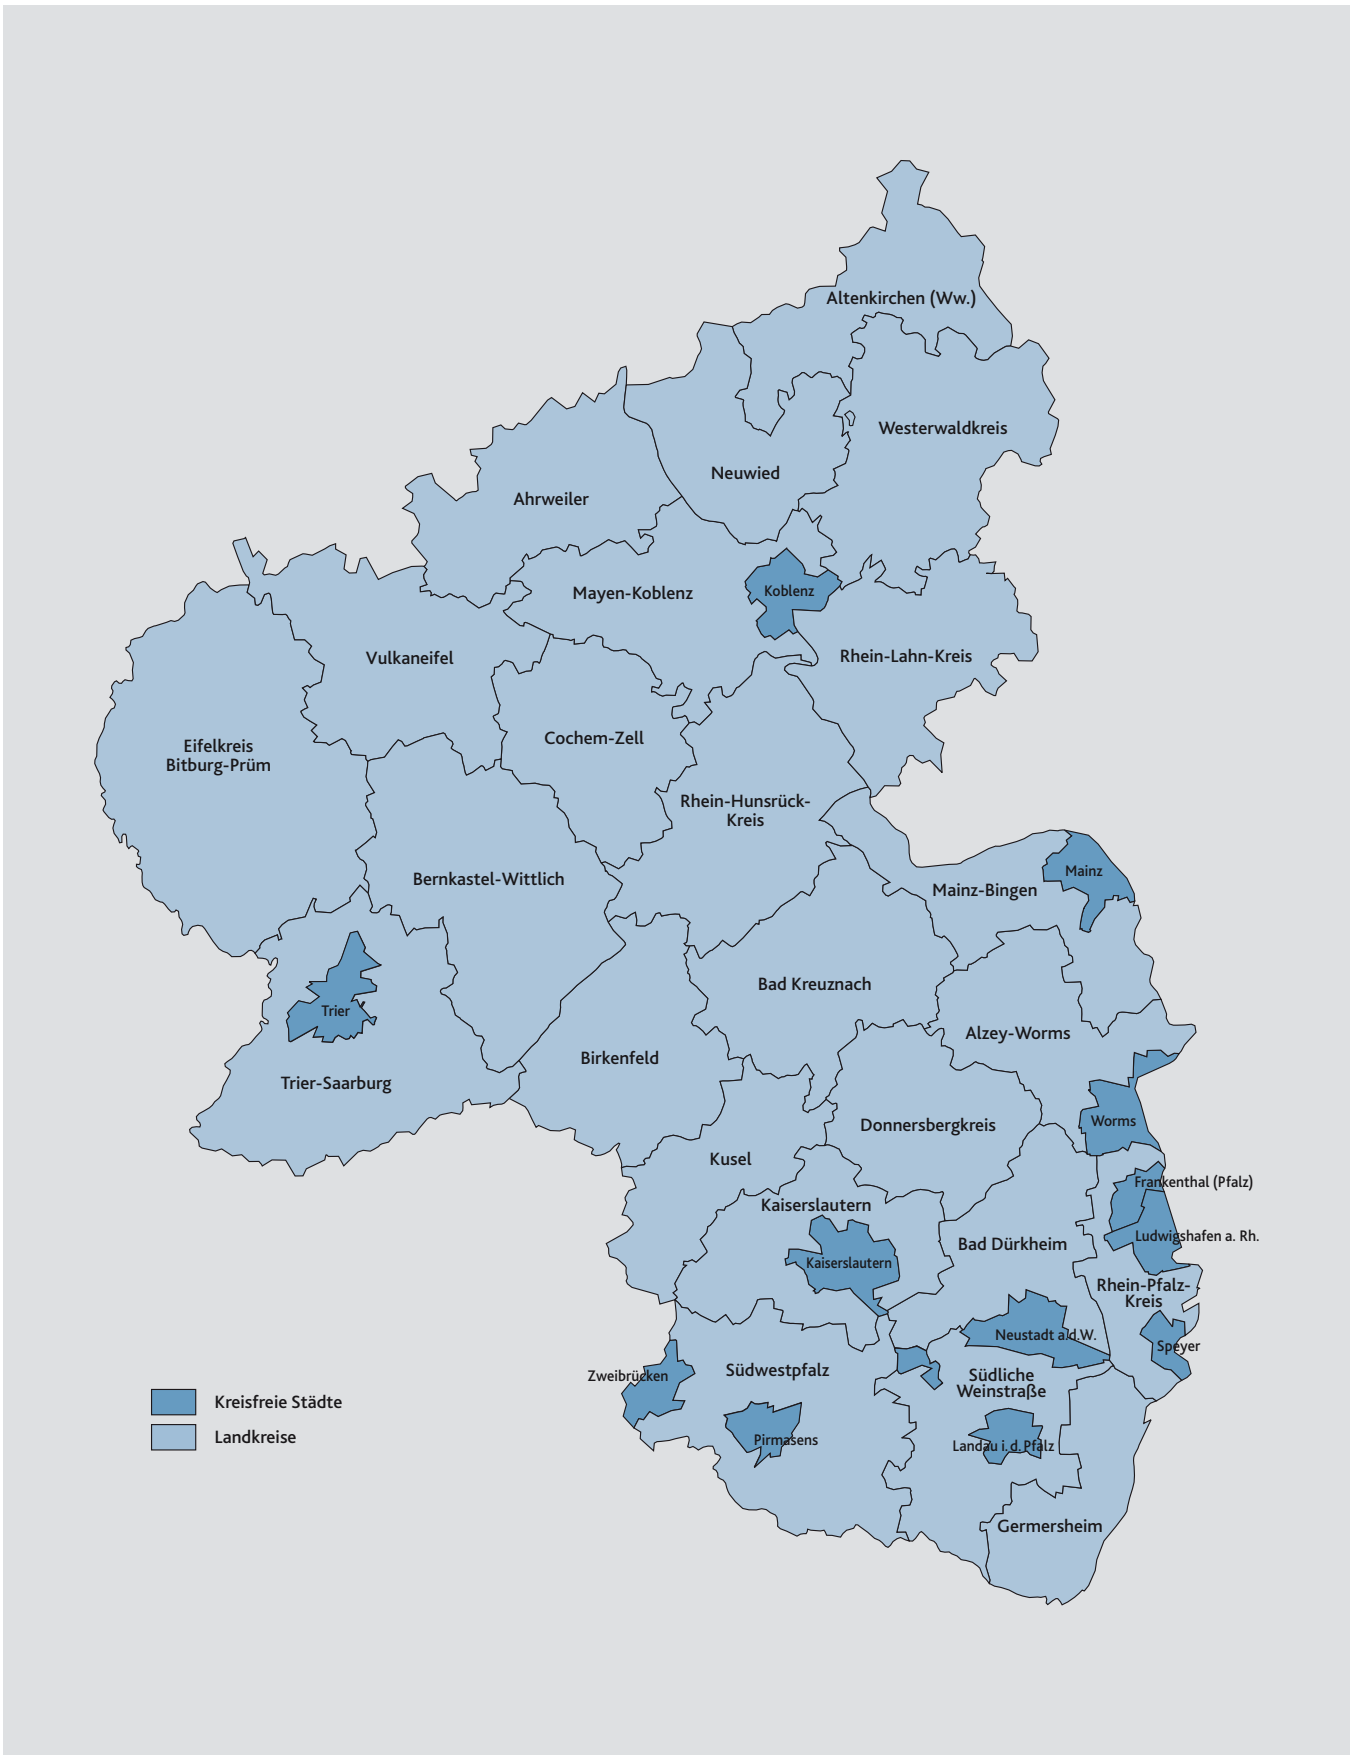 Altenkirchen (Ww.)
Westerwaldkreis
Neuwied
Ahrweiler
Mayen-Koblenz
Koblenz
Rhein-Lahn-Kreis
Vulkaneifel
Cochem-Zell
Eifelkreis
Bitburg-Prüm
Rhein-Hunsrück-
Kreis
Mainz
Bernkastel-Wittlich
Mainz-Bingen
Bad Kreuznach
Trier
Alzey-Worms
Birkenfeld
Trier-Saarburg
Worms
Donnersbergkreis
Kusel
Frankenthal (Pfalz)
Kaiserslautern
Ludwigshafen a. Rh.
Bad Dürkheim
Kaiserslautern
Rhein-Pfalz-
Kreis
Neustadt a.d.W.
Speyer
Zweibrücken
Südwestpfalz
Südliche
Weinstraße
Kreisfreie Städte
Landkreise
Pirmasens
Landau i. d. Pfalz
Germersheim